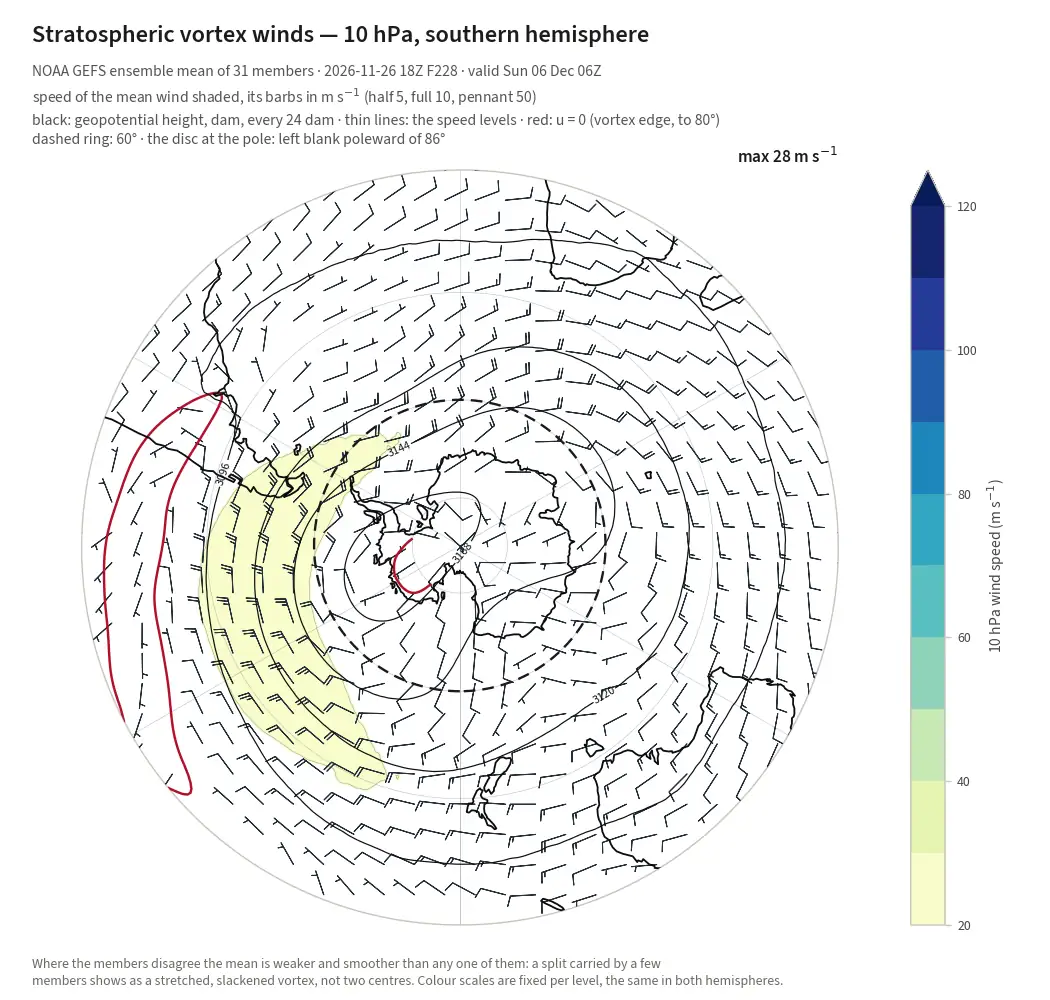 Stratospheric vortex winds — 10 hPa, southern hemisphere
NOAA GEFS ensemble mean of 31 members · 2026-11-26 18Z F228 · valid Sun 06 Dec 06Z
speed of the mean wind shaded, its barbs in m s⁻¹ (half 5, full 10, pennant 50)
black: geopotential height, dam, every 24 dam · thin lines: the speed levels · red: u = 0 (vortex edge, to 80°)
dashed ring: 60° · the disc at the pole: left blank poleward of 86°
max 28 m s⁻¹
3144
3096
3168
3120
120
100
80
60
40
20
10 hPa wind speed (m s⁻¹)
Where the members disagree the mean is weaker and smoother than any one of them: a split carried by a few
members shows as a stretched, slackened vortex, not two centres. Colour scales are fixed per level, the same in both hemispheres.